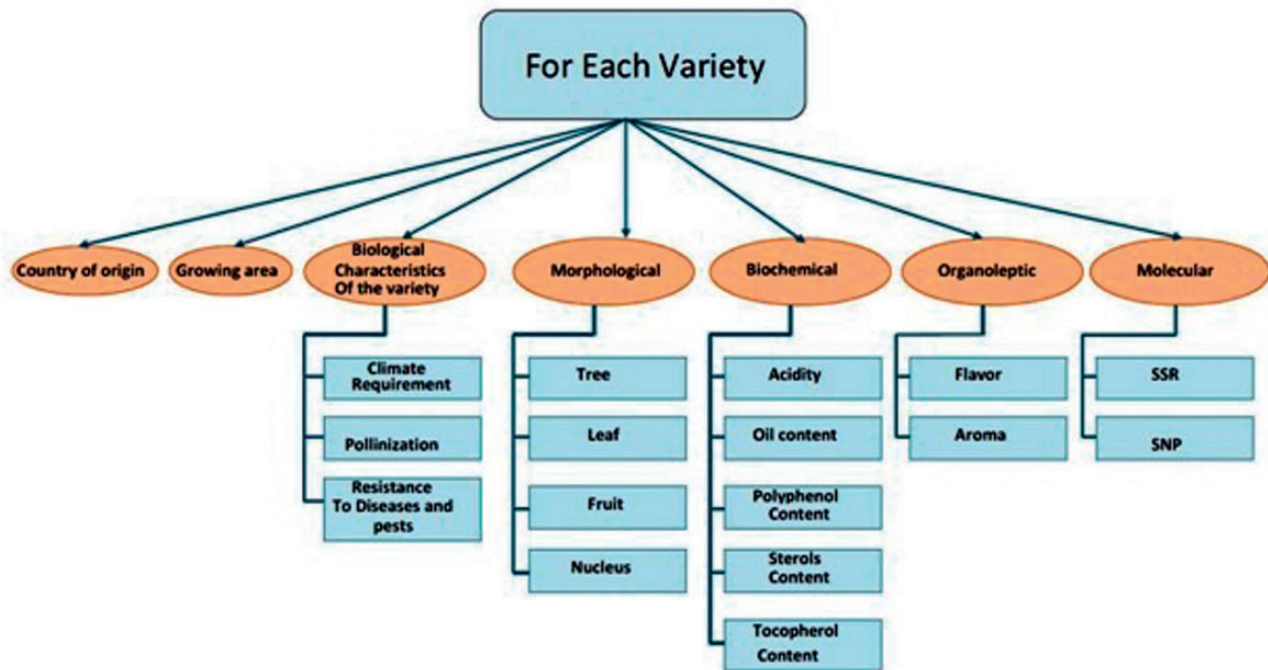 For Each Variety
Country of origin
Growing area
Biological
Characteristics
Of the variety
Morphological
Biochemical
Organoleptic
Molecular
Climate
Requirement
Pollinization
Resistance
To Diseases and
pests
Tree
Leaf
Fruit
Nucleus
Acidity
Oil content
Polyphenol
Content
Sterols
Content
Tocopherol
Content
Flavor
Aroma
SSR
SNP